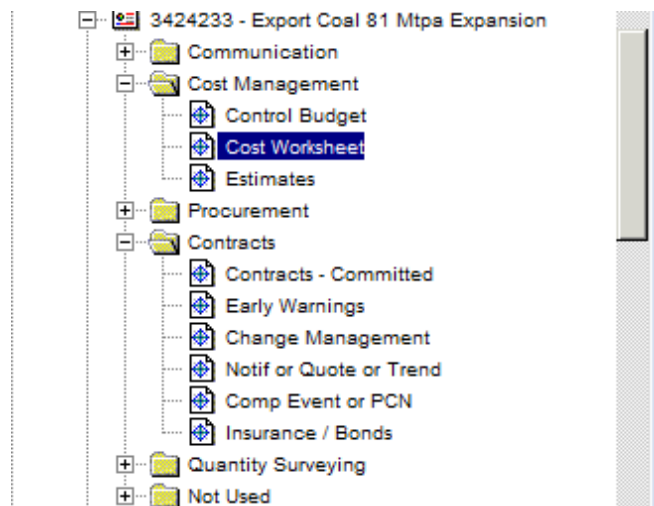 3424233 - Export Coal 81 Mtpa Expansion
Communication
Cost Management
Control Budget
Cost Worksheet
Estimates
Procurement
Contracts
Contracts - Committed
Early Warnings
Change Management
Notif or Quote or Trend
Comp Event or PCN
Insurance / Bonds
Quantity Surveying
Not Used